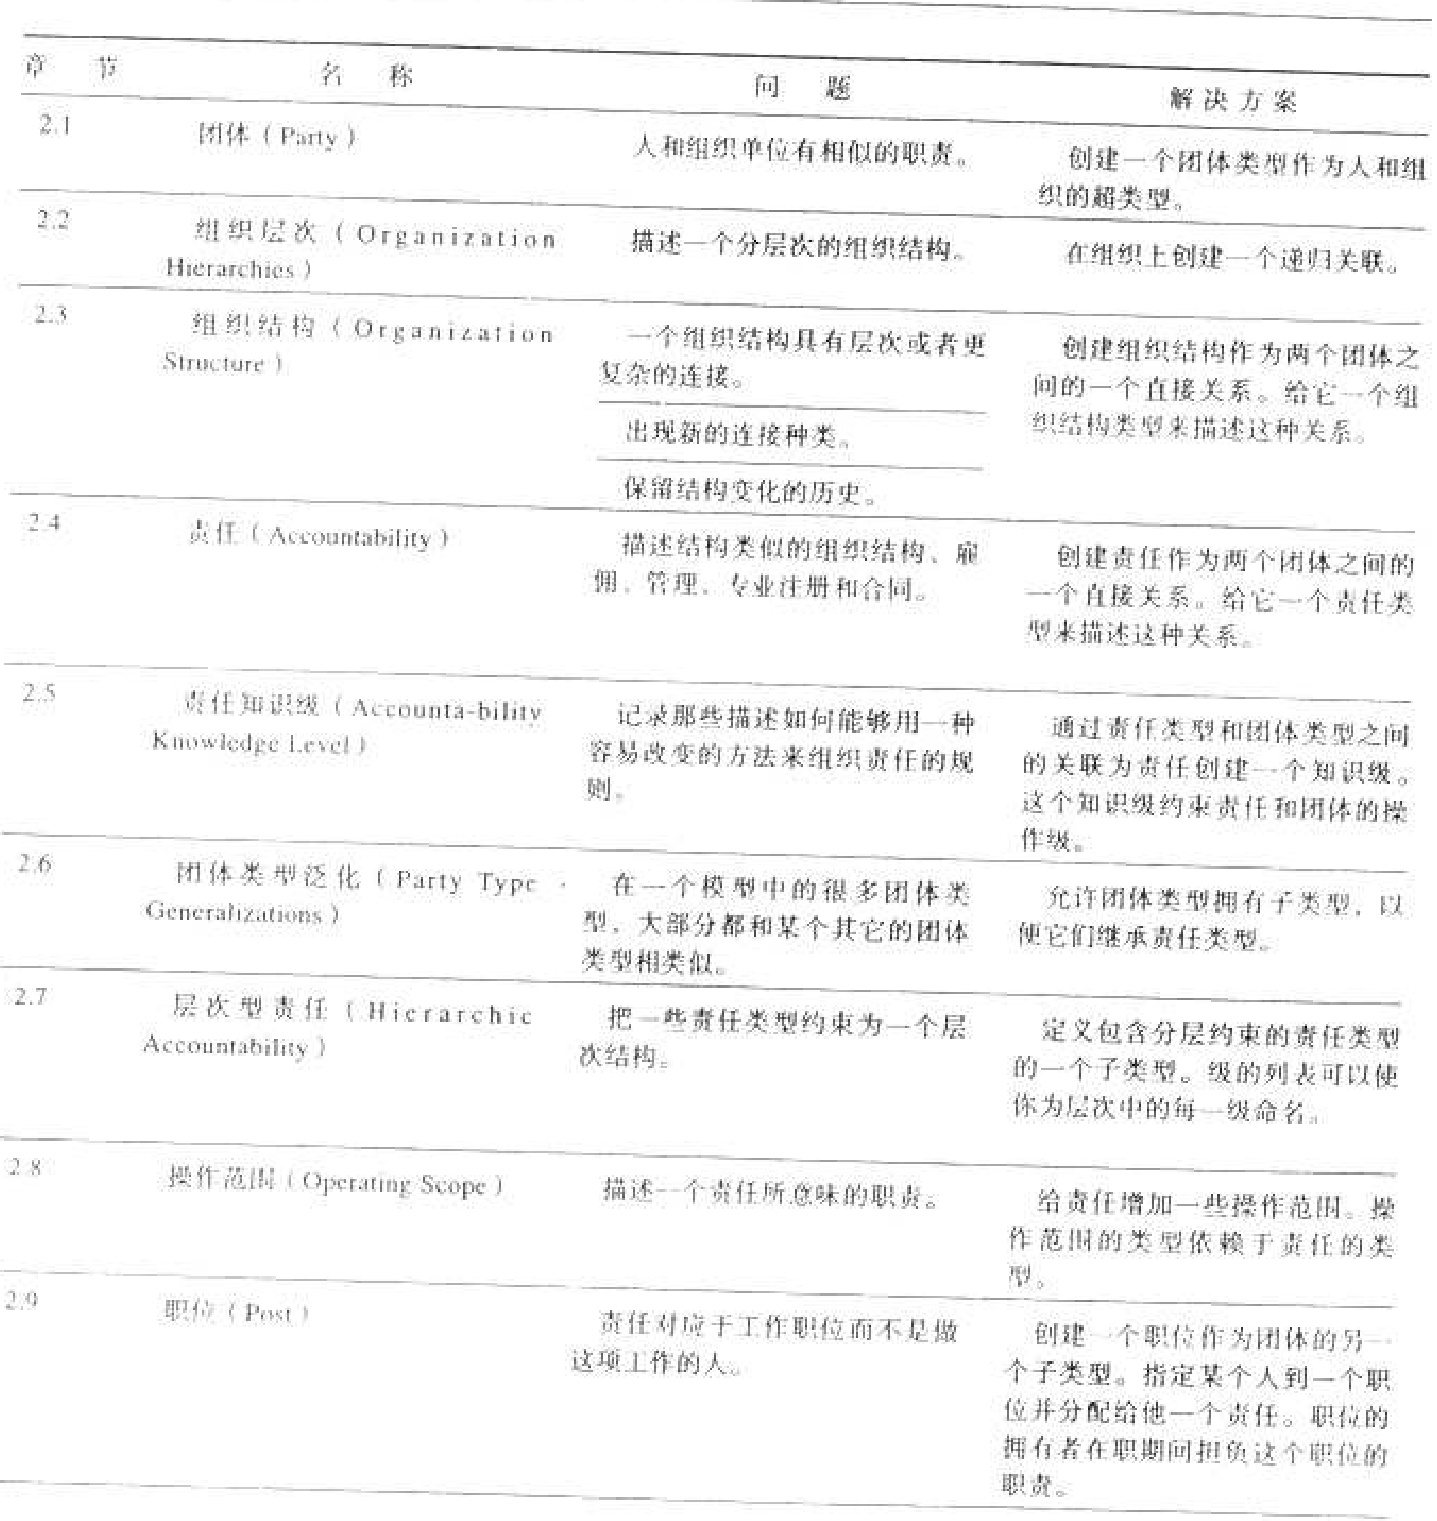 章 节 名 称 问 题 解决方案
2.1 团体（Party） 人和组织单位有相似的职责。 创建一个团体类型作为人和组
织的超类型。
2.2 组织层次（Organization 描述一个分层次的组织结构。 在组织上创建一个递归关联。
Hierarchies）
2.3 组织结构（Organization 一个组织结构具有层次或者更 创建组织结构作为两个团体之
Structure） 复杂的连接。 间的一个直接关系。给它一个组
出现新的连接种类。 织结构类型来描述这种关系。
保留结构变化的历史。
2.4 责任（Accountability） 描述结构类似的组织结构、雇 创建责任作为两个团体之间的
佣、管理、专业注册和合同。 一个直接关系。给它一个责任类
型来描述这种关系。
2.5 责任知识级（Accounta-bility 记录那些描述如何能够用一种 通过责任类型和团体类型之间
Knowledge Level） 容易改变的方法来组织责任的规 的关联为责任创建一个知识级。
则。 这个知识级约束责任和团体的操
作级。
2.6 团体类型泛化（Party Type 在一个模型中的很多团体类 允许团体类型拥有子类型，以
Generalizations） 型，大部分都和某个其它的团体 便它们继承责任类型。
类型相类似。
2.7 层次型责任（Hierarchic 把一些责任类型约束为一个层 定义包含分层约束的责任类型
Accountability） 次结构。 的一个子类型。级的列表可以使
你为层次中的每一级命名。
2.8 操作范围（Operating Scope） 描述一个责任所意味的职责。 给责任增加一些操作范围。操
作范围的类型依赖于责任的类
型。
2.9 职位（Post） 责任对应于工作职位而不是做 创建一个职位作为团体的另一
这项工作的人。 个子类型。指定某个人到一个职
位并分配给他一个责任。职位的
拥有者在职期间担负这个职位的
职责。